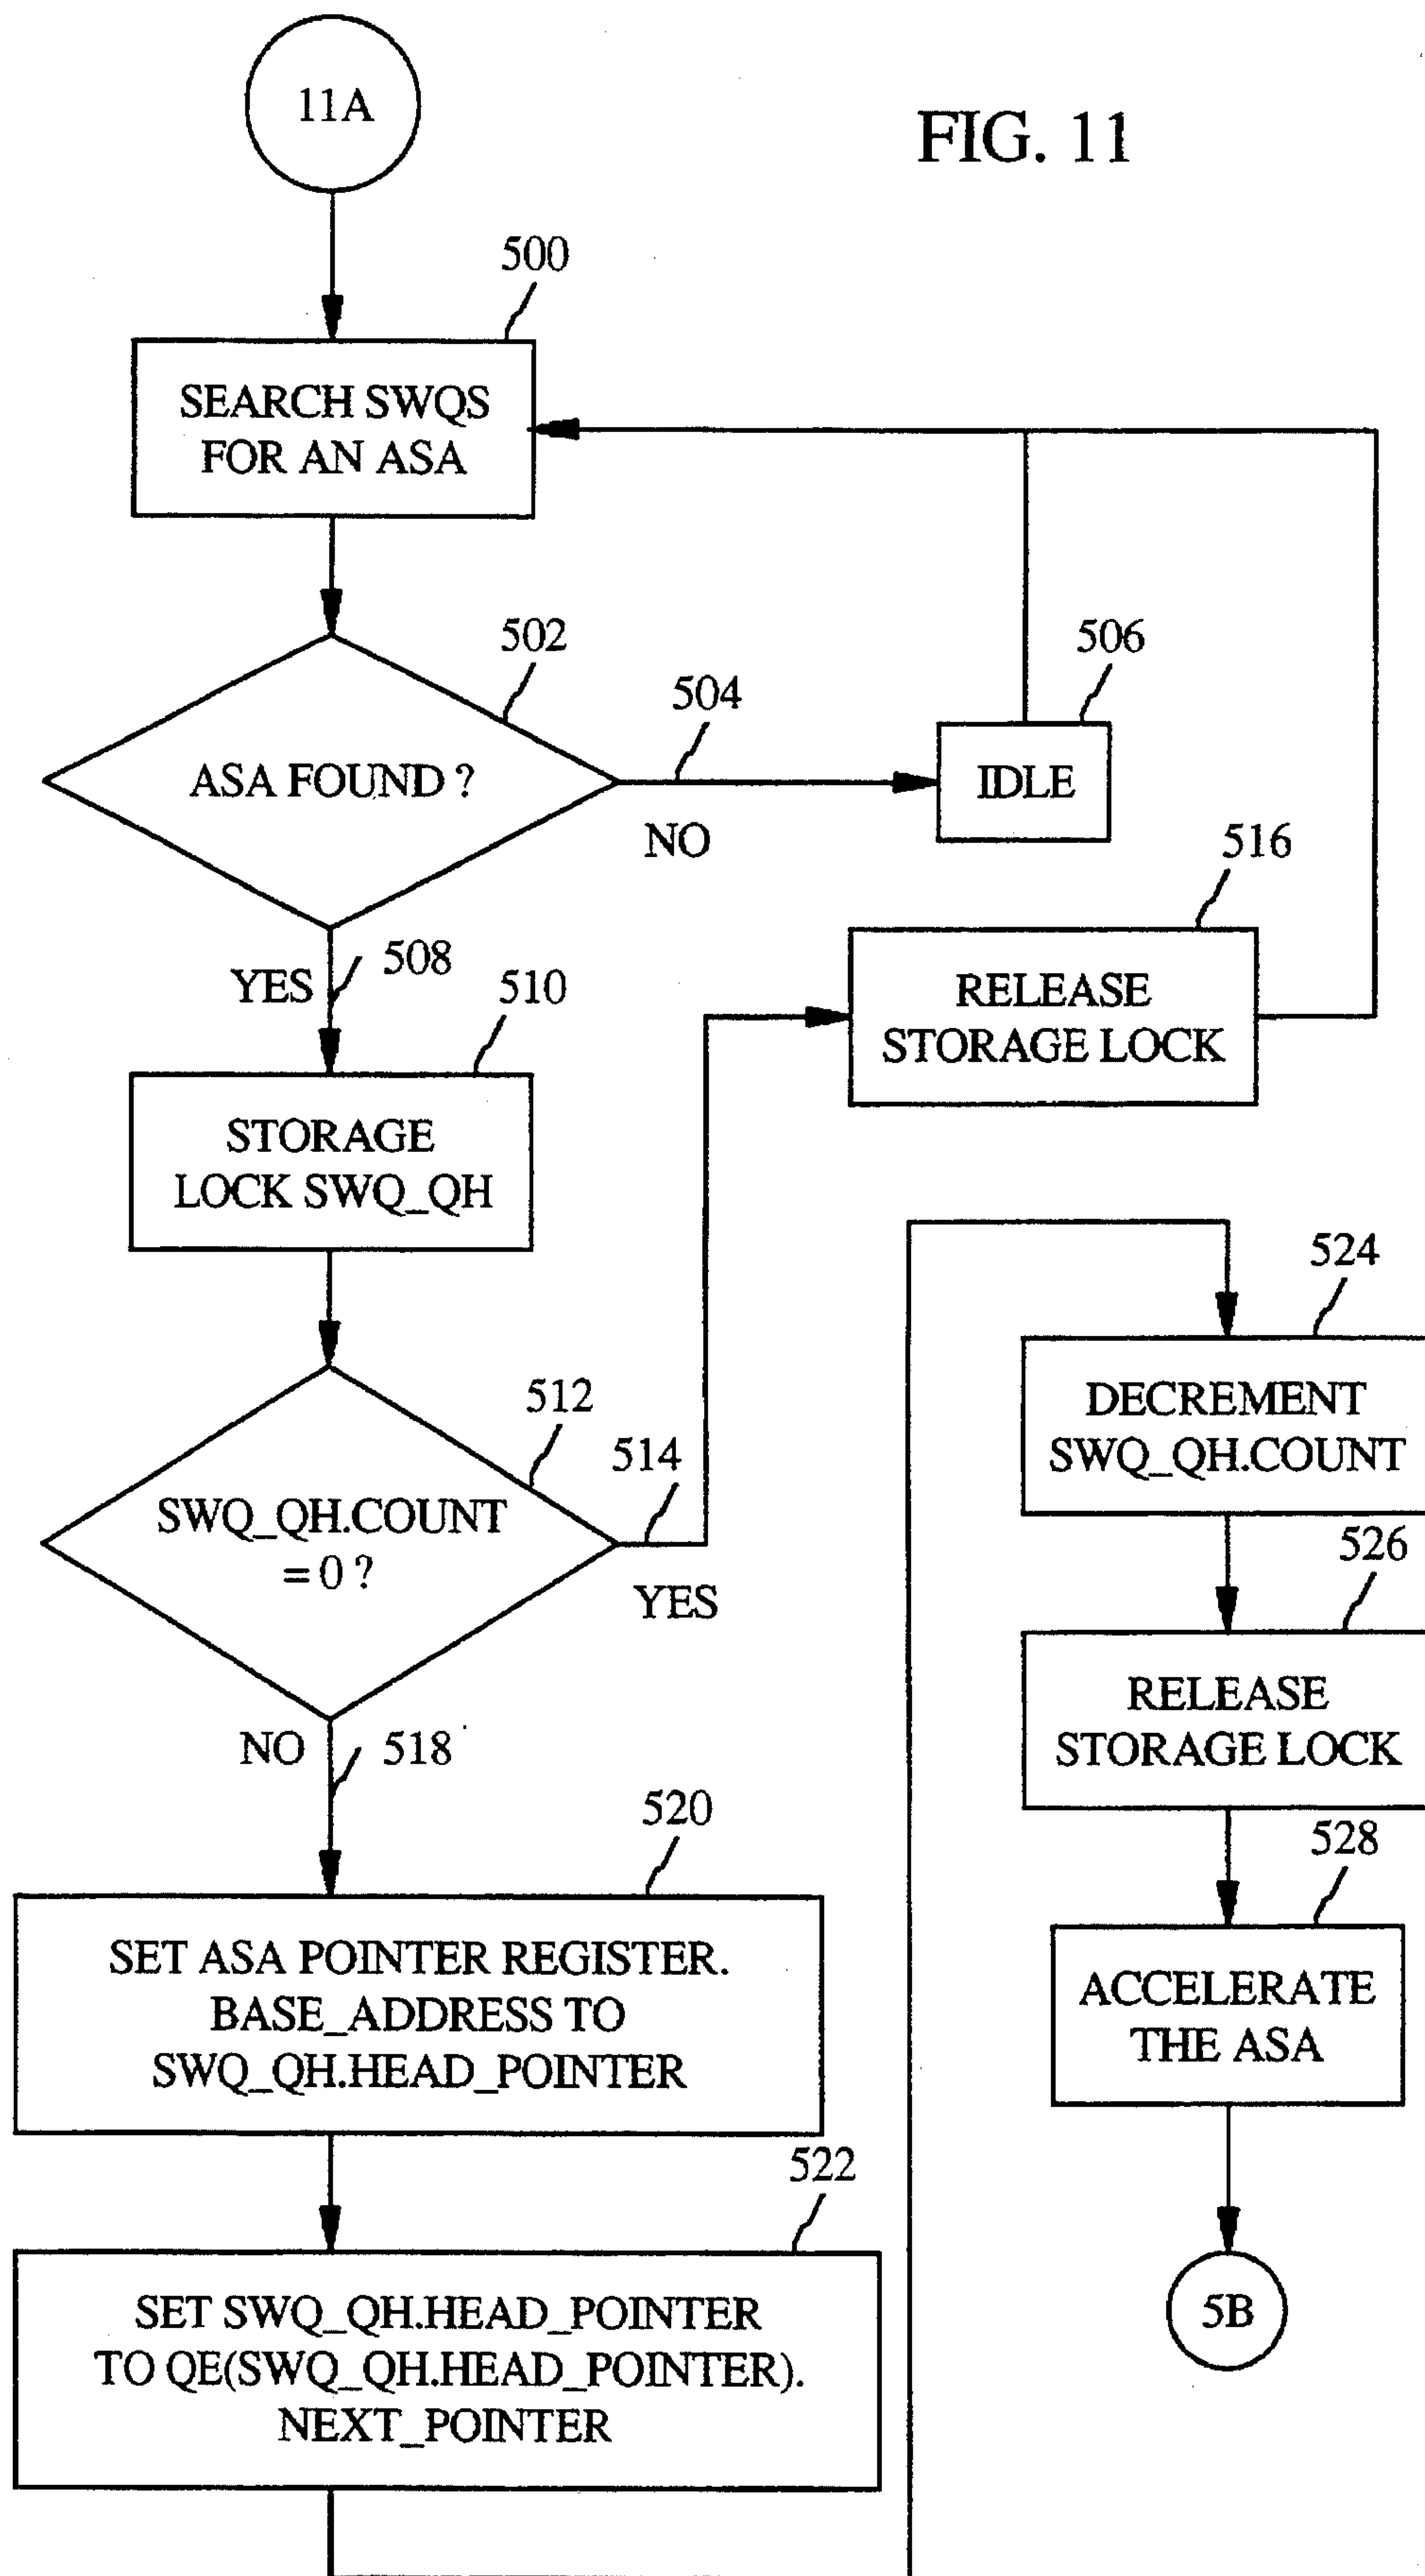 11A
FIG. 11
500
SEARCH SWQS
FOR AN ASA
502
ASA FOUND ?
504
NO
506
IDLE
YES
508
510
STORAGE
LOCK SWQ_QH
516
RELEASE
STORAGE LOCK
512
SWQ_QH.COUNT
= 0 ?
514
YES
NO
518
520
SET ASA POINTER REGISTER.
BASE_ADDRESS TO
SWQ_QH.HEAD_POINTER
522
SET SWQ_QH.HEAD_POINTER
TO QE(SWQ_QH.HEAD_POINTER).
NEXT_POINTER
524
DECREMENT
SWQ_QH.COUNT
526
RELEASE
STORAGE LOCK
528
ACCELERATE
THE ASA
5B